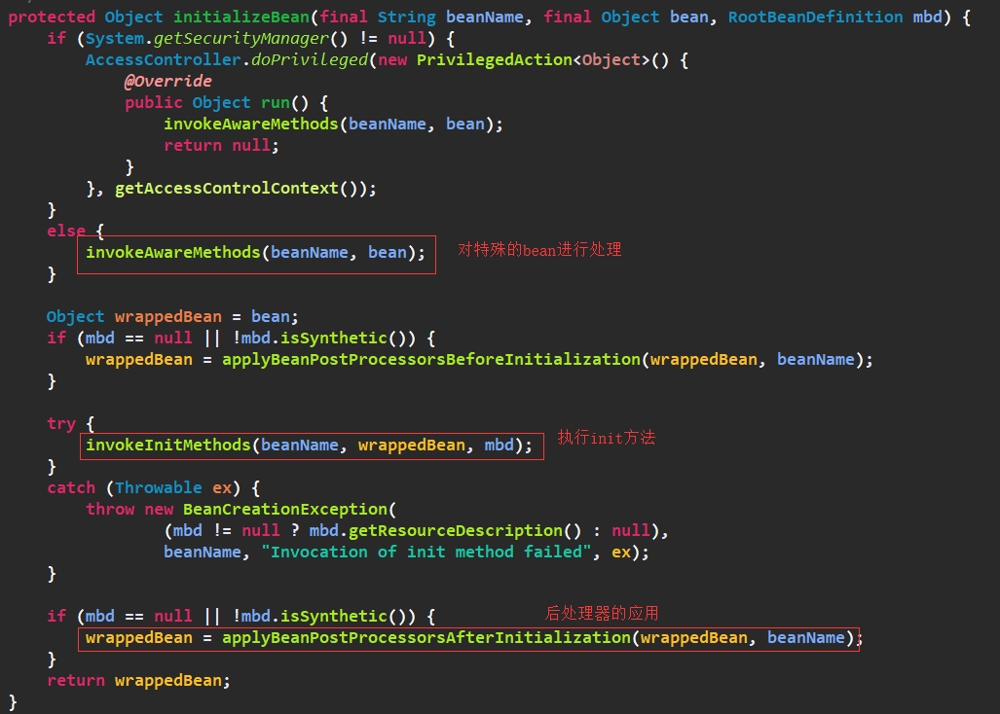 protected Object initializeBean(final String beanName, final Object bean, RootBeanDefinition mbd) {
    if (System.getSecurityManager() != null) {
        AccessController.doPrivileged(new PrivilegedAction<Object>() {
            @Override
            public Object run() {
                invokeAwareMethods(beanName, bean);
                return null;
            }
        }, getAccessControlContext());
    }
    else {
        invokeAwareMethods(beanName, bean); 对特殊的bean进行处理
    }

    Object wrappedBean = bean;
    if (mbd == null || !mbd.isSynthetic()) {
        wrappedBean = applyBeanPostProcessorsBeforeInitialization(wrappedBean, beanName);
    }

    try {
        invokeInitMethods(beanName, wrappedBean, mbd); 执行init方法
    }
    catch (Throwable ex) {
        throw new BeanCreationException(
                (mbd != null ? mbd.getResourceDescription() : null),
                beanName, "Invocation of init method failed", ex);
    }

    if (mbd == null || !mbd.isSynthetic()) { 后处理器的应用
        wrappedBean = applyBeanPostProcessorsAfterInitialization(wrappedBean, beanName);
    }
    return wrappedBean;
}